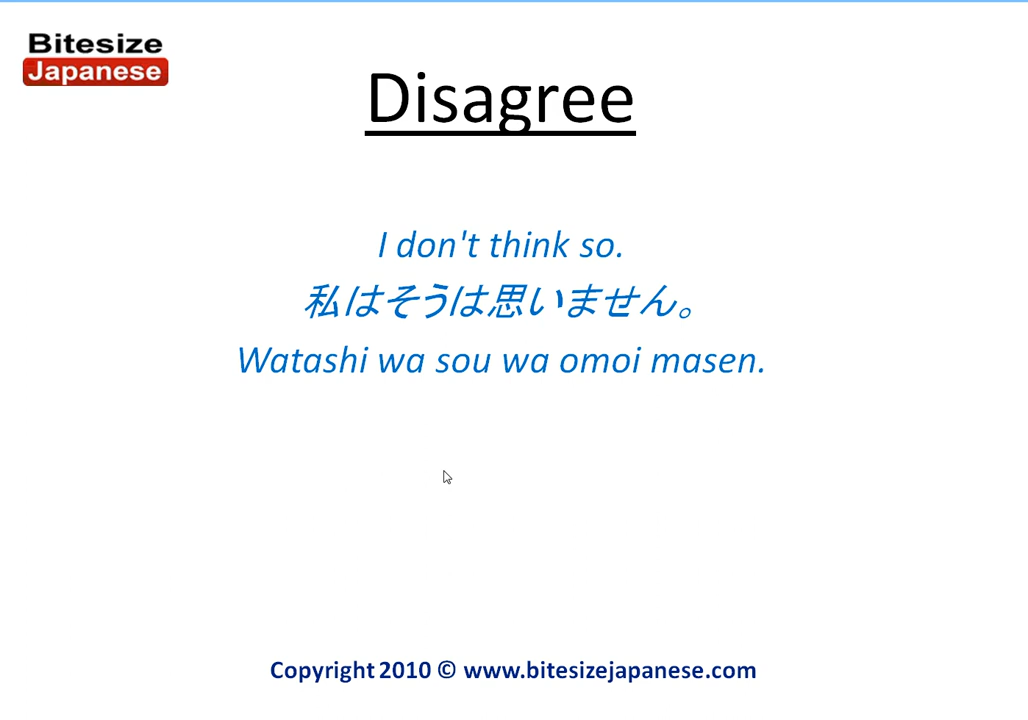 Bitesize
Japanese
Disagree
I don't think so.
私はそうは思いません。
Watashi wa sou wa omoi masen.
Copyright 2010 © www.bitesizejapanese.com